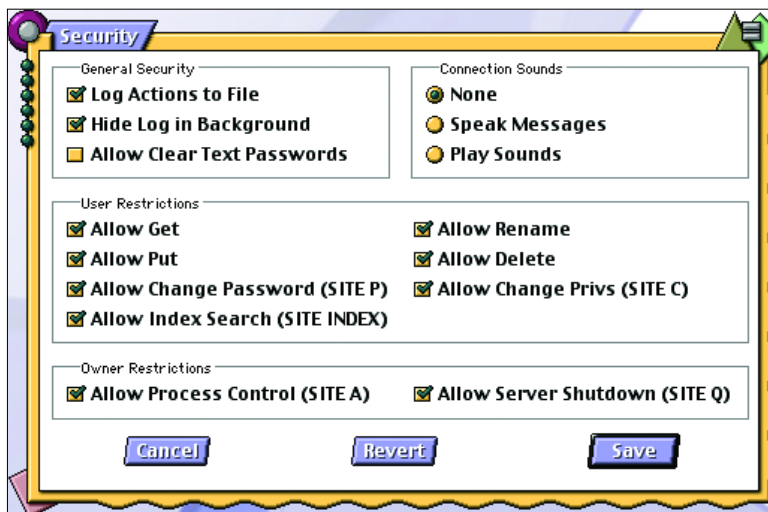 Security
General Security
Log Actions to File
Hide Log in Background
Allow Clear Text Passwords
Connection Sounds
None
Speak Messages
Play Sounds
User Restrictions
Allow Get
Allow Rename
Allow Put
Allow Delete
Allow Change Password (SITE P)
Allow Change Privs (SITE C)
Allow Index Search (SITE INDEX)
Owner Restrictions
Allow Process Control (SITE A)
Allow Server Shutdown (SITE Q)
Cancel
Revert
Save